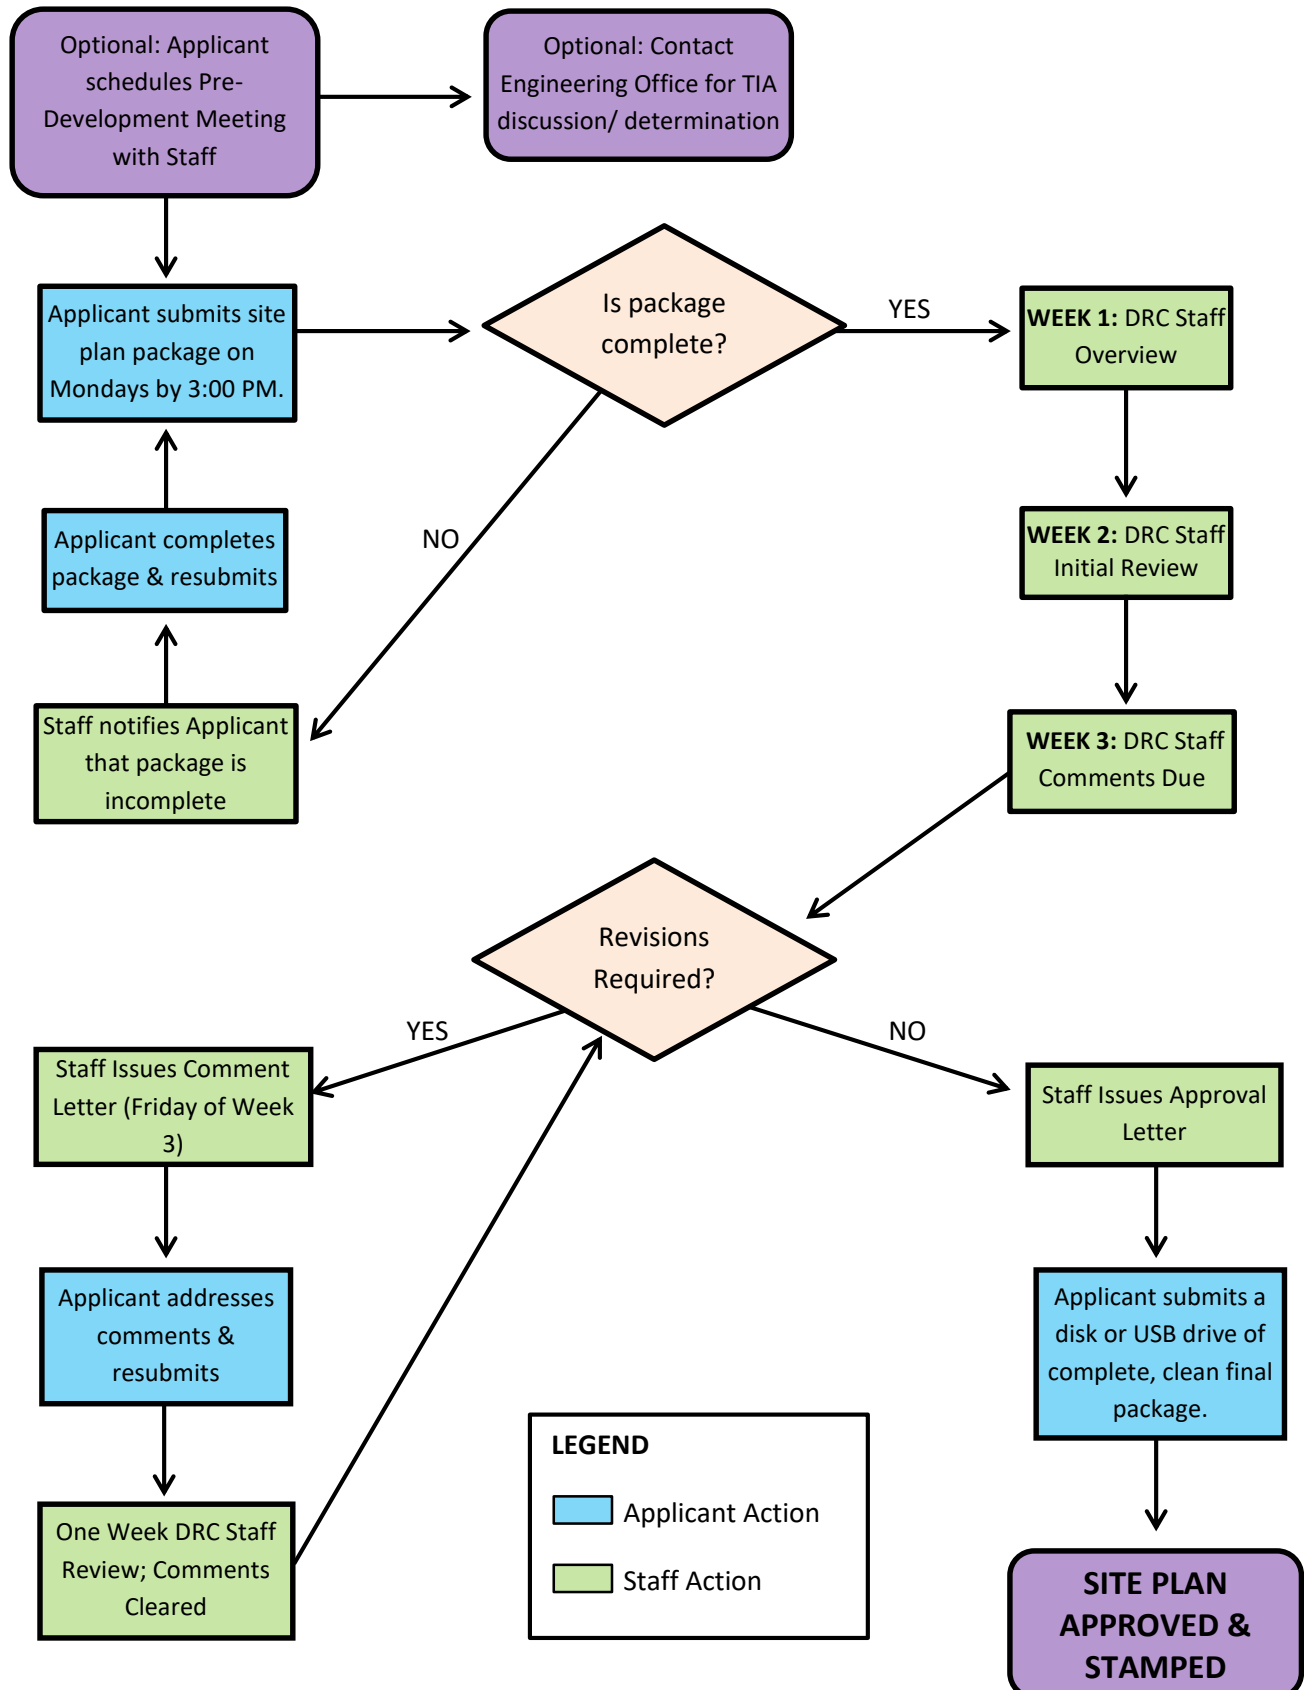 Optional: Applicant
schedules Pre-
Development Meeting
with Staff
Optional: Contact
Engineering Office for TIA
discussion/ determination
Applicant submits site
plan package on
Mondays by 3:00 PM.
Is package
complete?
YES
WEEK 1: DRC Staff
Overview
NO
Applicant completes
package & resubmits
WEEK 2: DRC Staff
Initial Review
Staff notifies Applicant
that package is
incomplete
WEEK 3: DRC Staff
Comments Due
Revisions
Required?
YES
NO
Staff Issues Comment
Letter (Friday of Week
3)
Staff Issues Approval
Letter
Applicant addresses
comments &
resubmits
Applicant submits a
disk or USB drive of
complete, clean final
package.
One Week DRC Staff
Review; Comments
Cleared
LEGEND
Applicant Action
Staff Action
SITE PLAN
APPROVED &
STAMPED